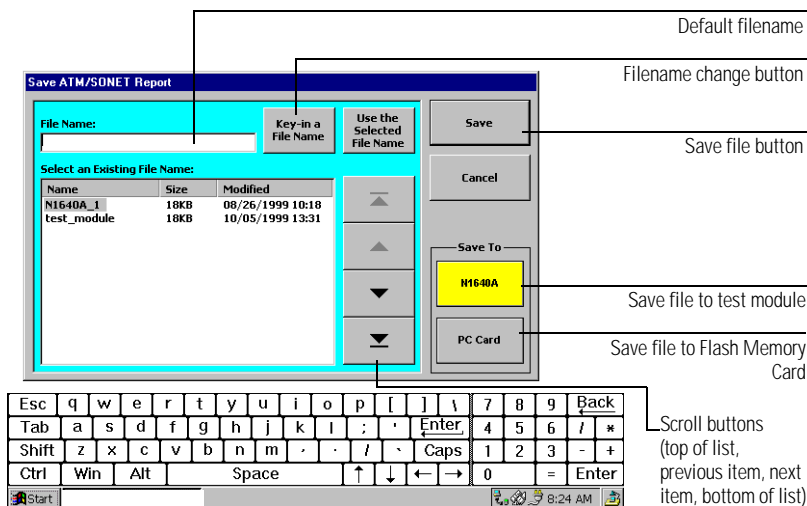 Default filename
Filename change button
Save file button
Save file to test module
Save file to Flash Memory
Card
Scroll buttons
(top of list,
previous item, next
item, bottom of list)
Save ATM/SONET Report
File Name:
Key-in a
File Name
Use the
Selected
File Name
Save
Cancel
Select an Existing File Name:
Name Size Modified
N1640A_1 18KB 08/26/1999 10:18
test_module 18KB 10/05/1999 13:31
Save To
N1640A
PC Card
Esc q w e r t y u i o p [ ] \ 7 8 9 Back
Tab a s d f g h j k l ; ' Enter 4 5 6 / *
Shift z x c v b n m , . / ` Caps 1 2 3 - +
Ctrl Win Alt Space ↑ ↓ ← → 0 = Enter
Start 8:24 AM